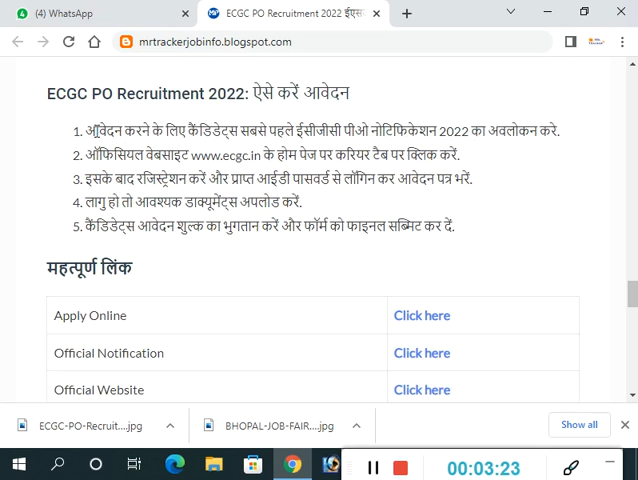 (4) WhatsApp
ECGC PO Recruitment 2022 ईएस
mrtrackerjobinfo.blogspot.com
ECGC PO Recruitment 2022: ऐसे करें आवेदन
1. आवेदन करने के लिए कैंडिडेट्स सबसे पहले ईसीजीसी पीओ नोटिफिकेशन 2022 का अवलोकन करे.
2. ऑफिसियल वेबसाइट www.ecgc.in के होम पेज पर करियर टैब पर क्लिक करें.
3. इसके बाद रजिस्ट्रेशन करें और प्राप्त आईडी पासवर्ड से लॉगिन कर आवेदन पत्र भरें.
4. लागु हो तो आवश्यक डाक्यूमेंट्स अपलोड करें.
5. कैंडिडेट्स आवेदन शुल्क का भुगतान करें और फॉर्म को फाइनल सब्मिट कर दें.
महत्पूर्ण लिंक
Apply Online Click here
Official Notification Click here
Official Website Click here
ECGC-PO-Recruit....jpg BHOPAL-JOB-FAIR....jpg Show all
00:03:23